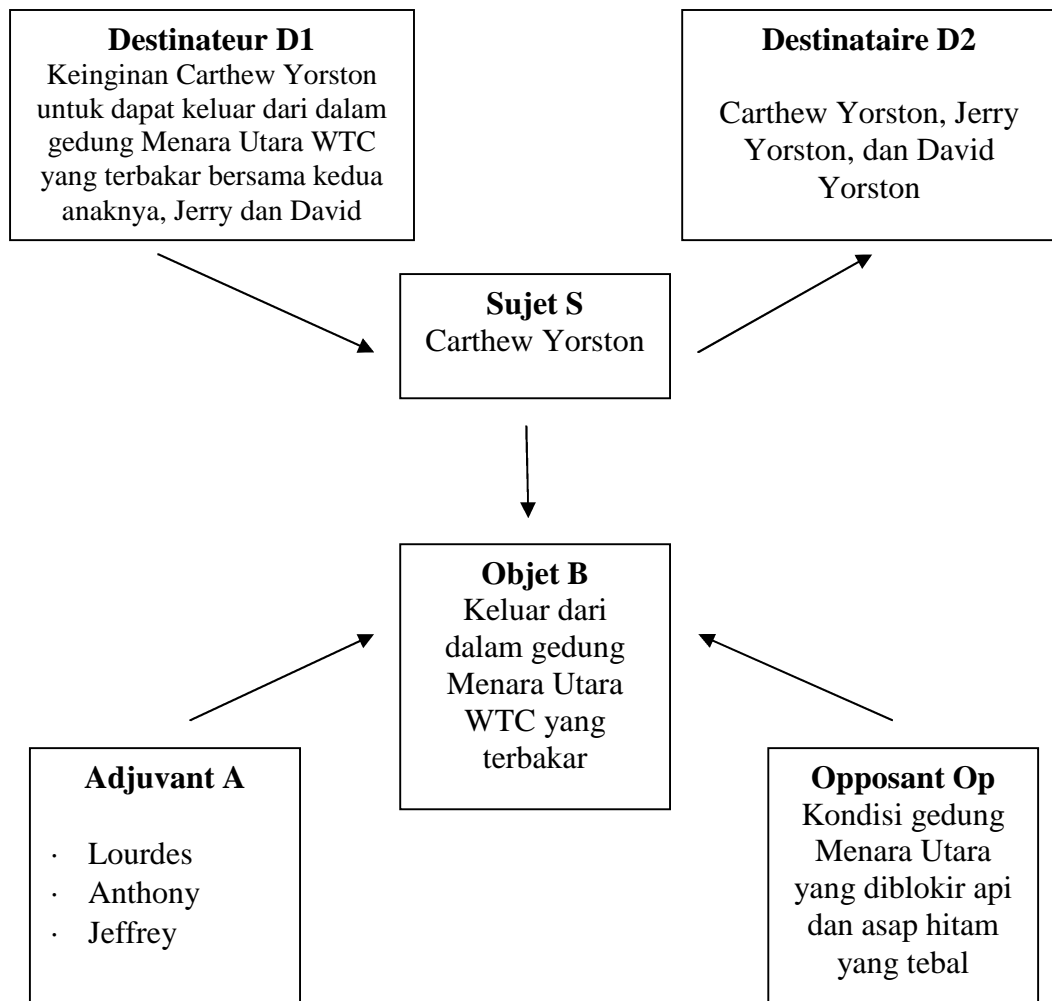 Destinateur D1
Keinginan Carthew Yorston
untuk dapat keluar dari dalam
gedung Menara Utara WTC
yang terbakar bersama kedua
anaknya, Jerry dan David
Destinataire D2
Carthew Yorston, Jerry
Yorston, dan David
Yorston
Sujet S
Carthew Yorston
Objet B
Keluar dari
dalam gedung
Menara Utara
WTC yang
terbakar
Adjuvant A
· Lourdes
· Anthony
· Jeffrey
Opposant Op
Kondisi gedung
Menara Utara
yang diblokir api
dan asap hitam
yang tebal